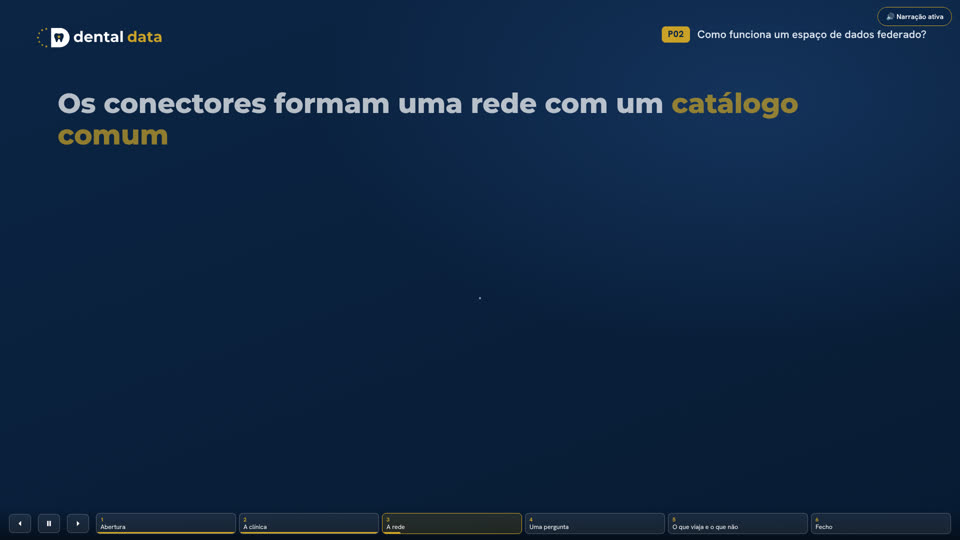 Narração ativa
dental data
P02 Como funciona um espaço de dados federado?
Os conectores formam uma rede com um catálogo
comum
1
Abertura
2
A clínica
3
A rede
4
Uma pergunta
5
O que viaja e o que não
6
Fecho